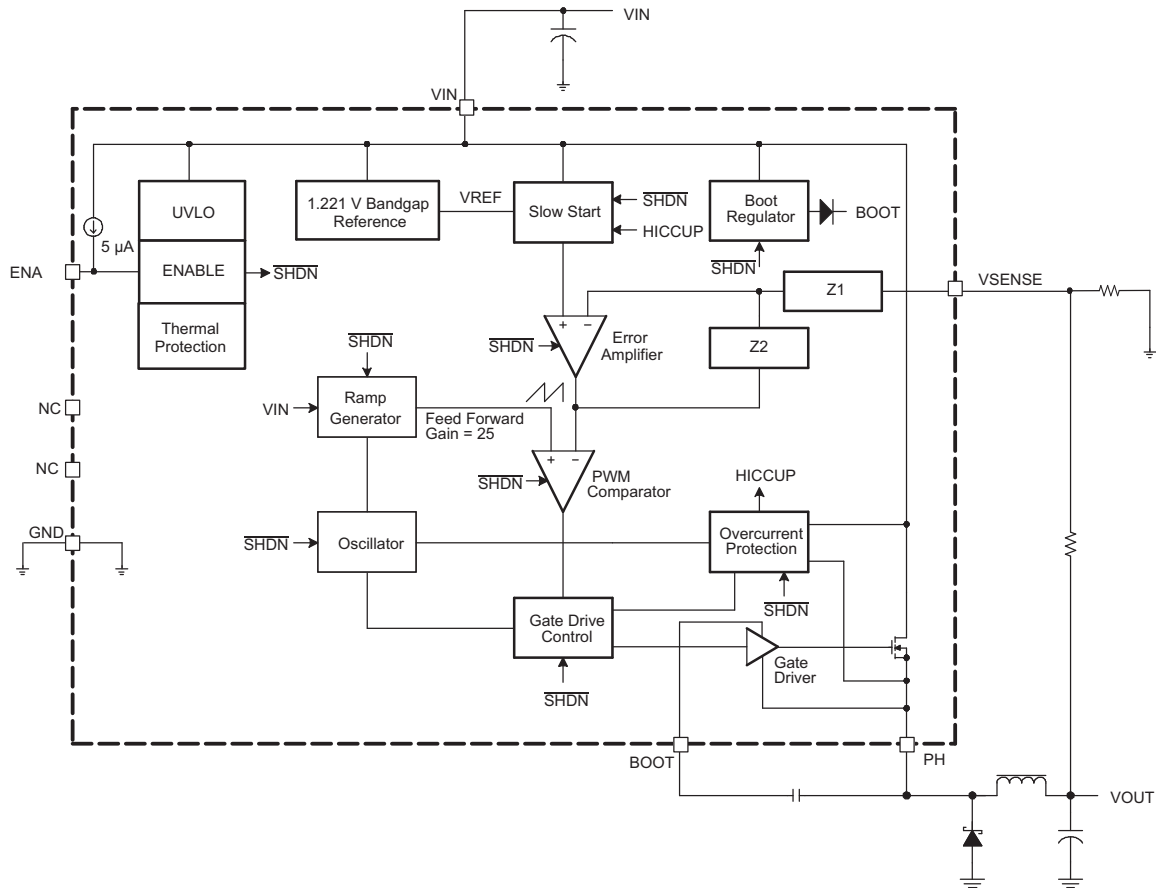 VIN
VIN
UVLO
1.221 V Bandgap
Reference
VREF
Slow Start
SHDN
HICCUP
Boot
Regulator
BOOT
SHDN
5 µA
ENA
ENABLE
SHDN
Thermal
Protection
Z1
VSENSE
Z2
+ −
SHDN
Error
Amplifier
SHDN
VIN
Ramp
Generator
Feed Forward
Gain = 25
NC
NC
+ −
SHDN
PWM
Comparator
HICCUP
GND
SHDN
Oscillator
Overcurrent
Protection
SHDN
Gate Drive
Control
SHDN
Gate
Driver
BOOT
PH
VOUT